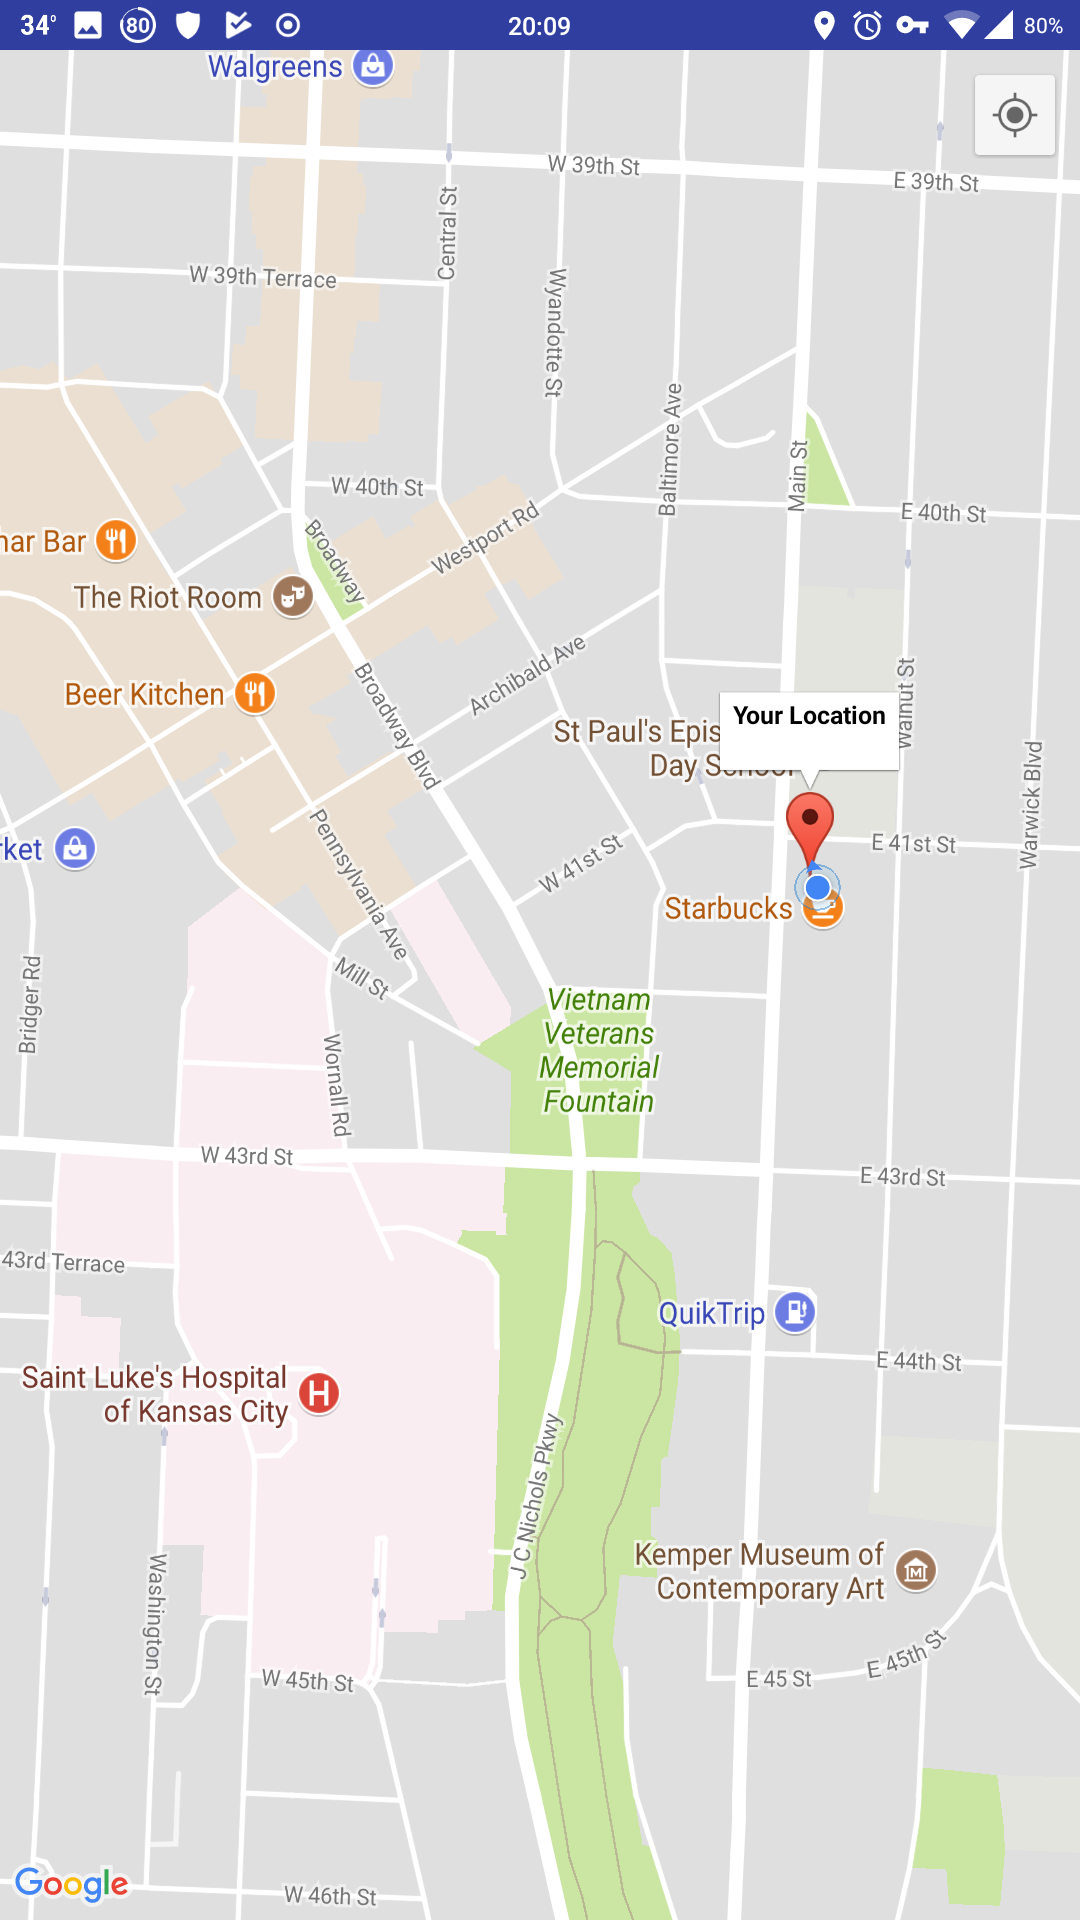 34°
80
20:09
80%
Walgreens
W 39th St
E 39th St
Central St
W 39th Terrace
Wyandotte St
Baltimore Ave
Main St
W 40th St
E 40th St
Westport Rd
Broadway
nar Bar
The Riot Room
Archibald Ave
Walnut St
Beer Kitchen
Broadway Blvd
Your Location
St Paul's Epis
Day School
Warwick Blvd
rket
Pennsylvania Ave
W 41st St
E 41st St
Starbucks
Mill St
Bridger Rd
Vietnam
Veterans
Memorial
Fountain
Wornall Rd
W 43rd St
E 43rd St
43rd Terrace
QuikTrip
E 44th St
Saint Luke's Hospital
of Kansas City
H
J C Nichols Pkwy
Kemper Museum of
Contemporary Art
M
Washington St
E 45th St
W 45th St
E 45 St
Google
W 46th St